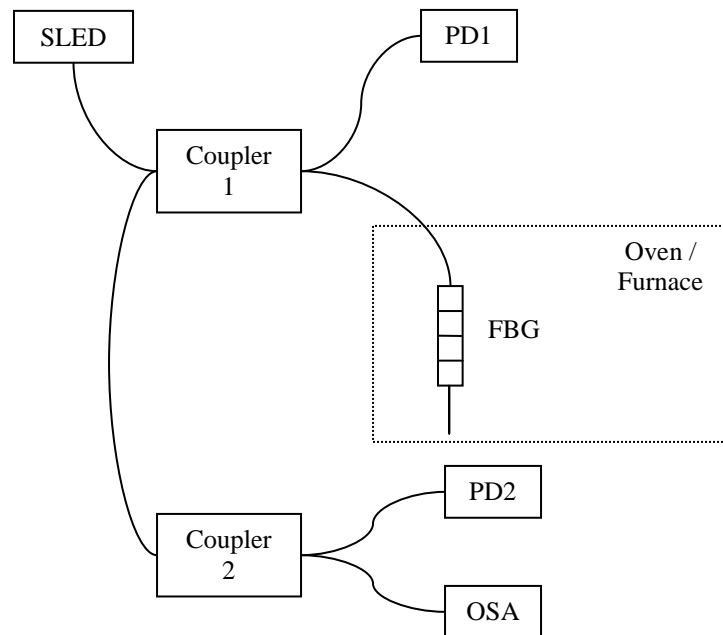 SLED
PD1
Coupler
1
Oven /
Furnace
FBG
PD2
Coupler
2
OSA